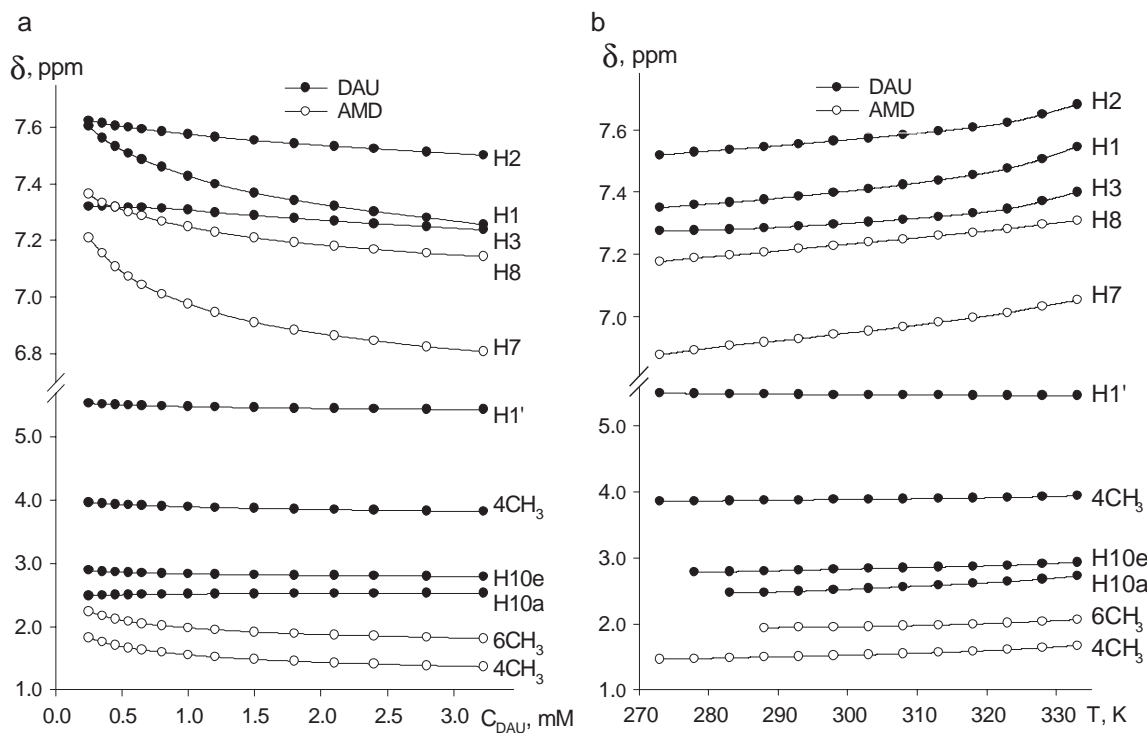 a
δ, ppm
DAU
AMD
7.6
7.4
7.2
7.0
6.8
5.0
4.0
3.0
2.0
1.0
H2
H1
H3
H8
H7
H1'
4CH₃
H10e
H10a
6CH₃
4CH₃
0.0 0.5 1.0 1.5 2.0 2.5 3.0 C_DAU, mM
b
δ, ppm
DAU
AMD
7.6
7.4
7.2
7.0
5.0
4.0
3.0
2.0
1.0
H2
H1
H3
H8
H7
H1'
4CH₃
H10e
H10a
6CH₃
4CH₃
270 280 290 300 310 320 330 T, K